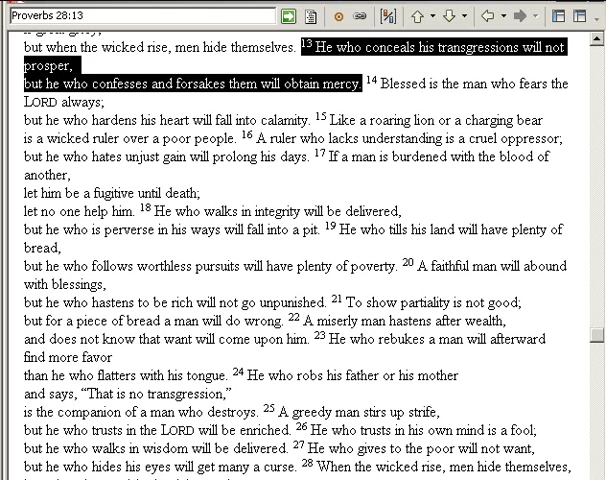 Proverbs 28:13
but when the wicked rise, men hide themselves. 13 He who conceals his transgressions will not
prosper,
but he who confesses and forsakes them will obtain mercy. 14 Blessed is the man who fears the
LORD always;
but he who hardens his heart will fall into calamity. 15 Like a roaring lion or a charging bear
is a wicked ruler over a poor people. 16 A ruler who lacks understanding is a cruel oppressor;
but he who hates unjust gain will prolong his days. 17 If a man is burdened with the blood of
another,
let him be a fugitive until death;
let no one help him. 18 He who walks in integrity will be delivered,
but he who is perverse in his ways will fall into a pit. 19 He who tills his land will have plenty of
bread,
but he who follows worthless pursuits will have plenty of poverty. 20 A faithful man will abound
with blessings,
but he who hastens to be rich will not go unpunished. 21 To show partiality is not good;
but for a piece of bread a man will do wrong. 22 A miserly man hastens after wealth,
and does not know that want will come upon him. 23 He who rebukes a man will afterward
find more favor
than he who flatters with his tongue. 24 He who robs his father or his mother
and says, “That is no transgression,”
is the companion of a man who destroys. 25 A greedy man stirs up strife,
but he who trusts in the LORD will be enriched. 26 He who trusts in his own mind is a fool;
but he who walks in wisdom will be delivered. 27 He who gives to the poor will not want,
but he who hides his eyes will get many a curse. 28 When the wicked rise, men hide themselves,